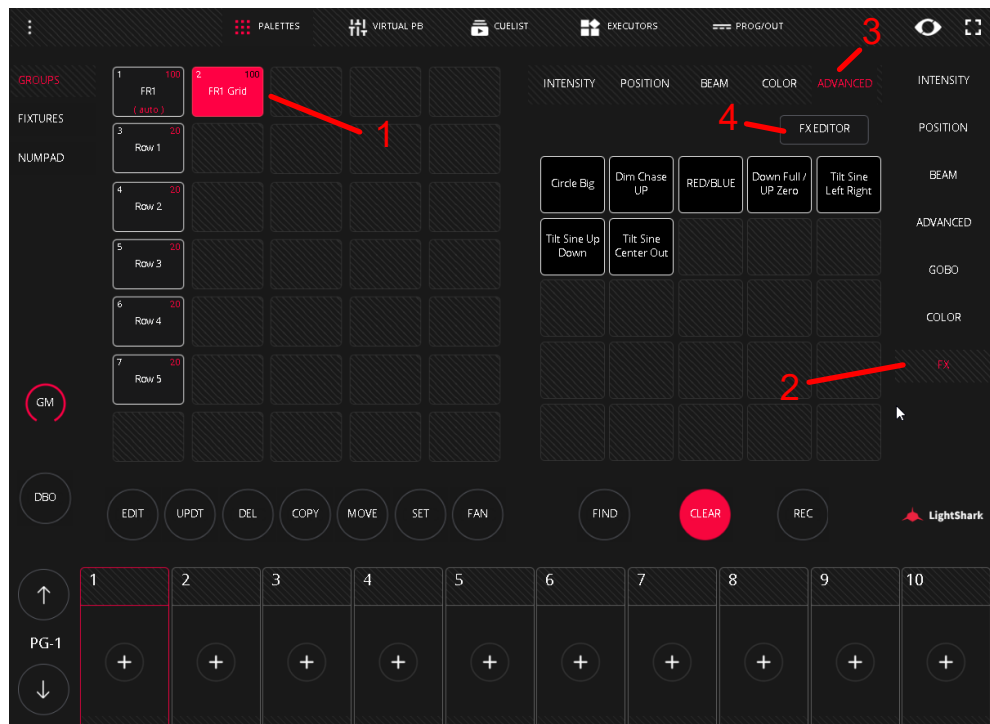 PALETTES
VIRTUAL PB
CUELIST
EXECUTORS
PROG/OUT
3
GROUPS
FIXTURES
NUMPAD
1 100
FR1
( auto )
2 100
FR1 Grid
1
3 20
Row 1
4 20
Row 2
5 20
Row 3
6 20
Row 4
7 20
Row 5
INTENSITY
POSITION
BEAM
COLOR
ADVANCED
4
FX EDITOR
Circle Big
Dim Chase
UP
RED/BLUE
Down Full /
UP Zero
Tilt Sine
Left Right
Tilt Sine Up
Down
Tilt Sine
Center Out
INTENSITY
POSITION
BEAM
ADVANCED
GOBO
COLOR
FX
2
GM
DBO
EDIT
UPDT
DEL
COPY
MOVE
SET
FAN
FIND
CLEAR
REC
LightShark
PG-1
1
2
3
4
5
6
7
8
9
10